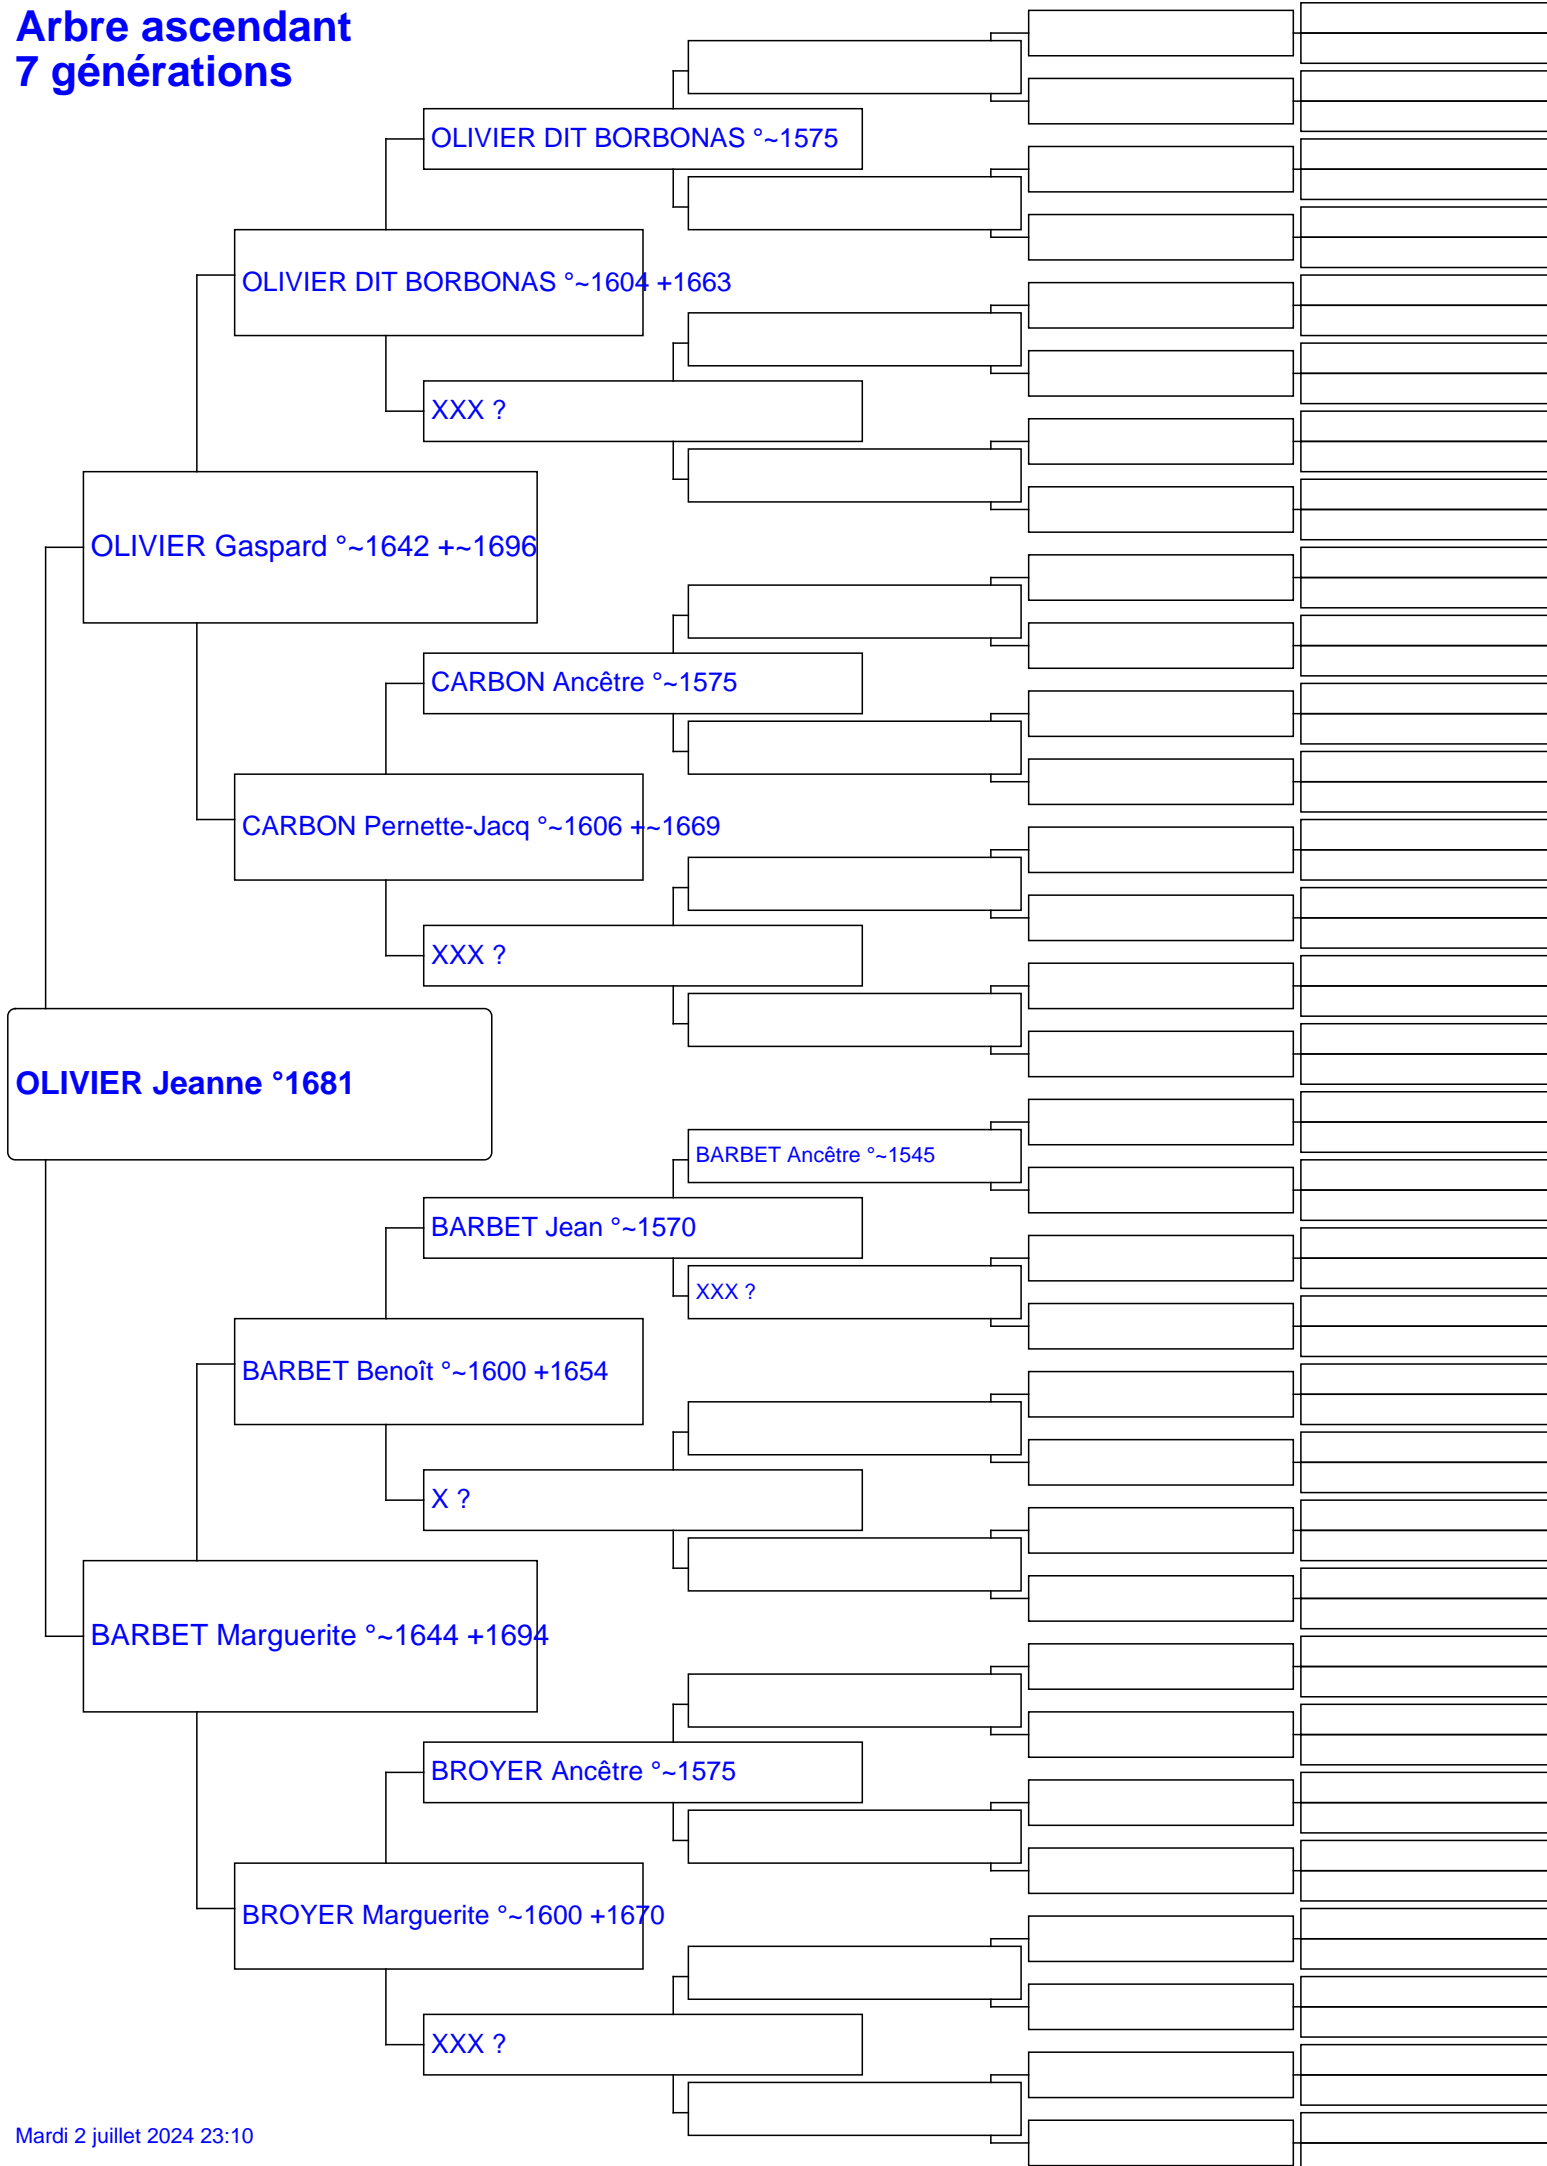 Arbre ascendant
7 générations
OLIVIER DIT BORBONAS °~1575
OLIVIER DIT BORBONAS °~1604 +1663
XXX ?
OLIVIER Gaspard °~1642 +~1696
CARBON Ancêtre °~1575
CARBON Pernette-Jacq °~1606 +~1669
XXX ?
OLIVIER Jeanne °1681
BARBET Ancêtre °~1545
BARBET Jean °~1570
XXX ?
BARBET Benoît °~1600 +1654
X ?
BARBET Marguerite °~1644 +1694
BROYER Ancêtre °~1575
BROYER Marguerite °~1600 +1670
XXX ?
Mardi 2 juillet 2024 23:10